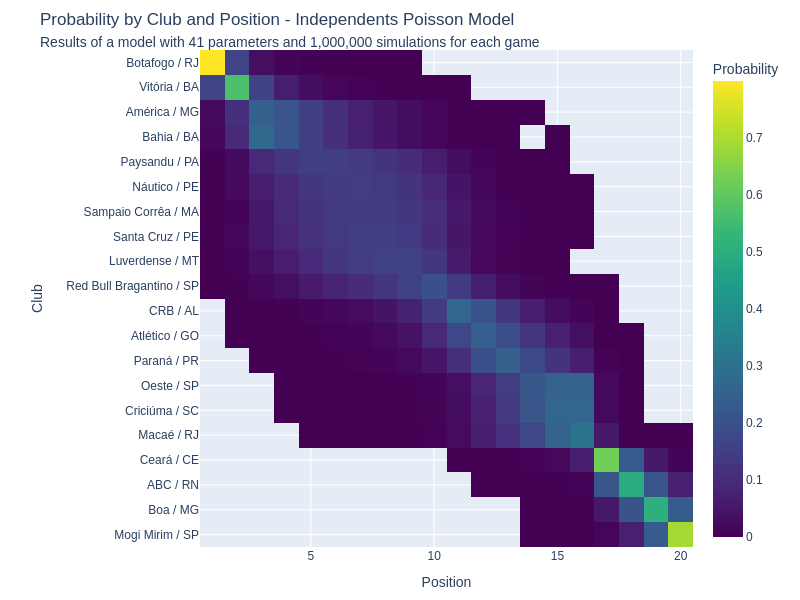 Probability by Club and Position - Independents Poisson Model
Results of a model with 41 parameters and 1,000,000 simulations for each game
Probability
Botafogo / RJ
Vitória / BA
América / MG
Bahia / BA
Paysandu / PA
Náutico / PE
Sampaio Corrêa / MA
Santa Cruz / PE
Luverdense / MT
Red Bull Bragantino / SP
CRB / AL
Atlético / GO
Paraná / PR
Oeste / SP
Criciúma / SC
Macaé / RJ
Ceará / CE
ABC / RN
Boa / MG
Mogi Mirim / SP
Club
5
10
15
20
Position
0.7
0.6
0.5
0.4
0.3
0.2
0.1
0